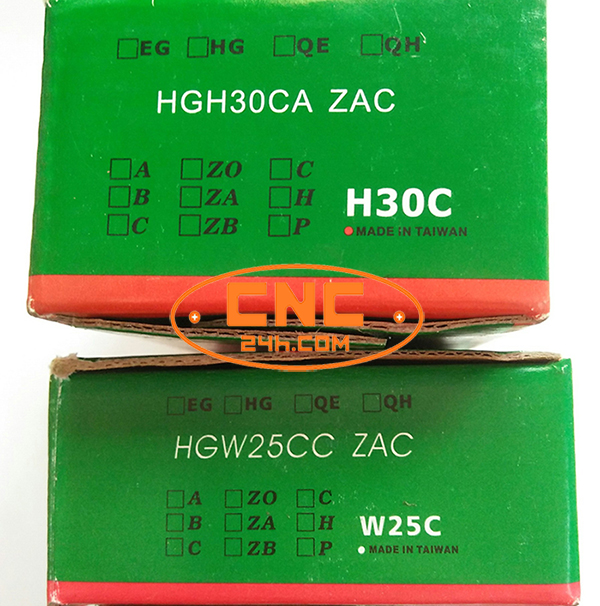 EG HG QE QH
HGH30CA ZAC
A ZO C
B ZA H
C ZB P
H30C
MADE IN TAIWAN
CNC
24h.COM
EG HG QE QH
HGW25CC ZAC
A ZO C
B ZA H
C ZB P
W25C
MADE IN TAIWAN